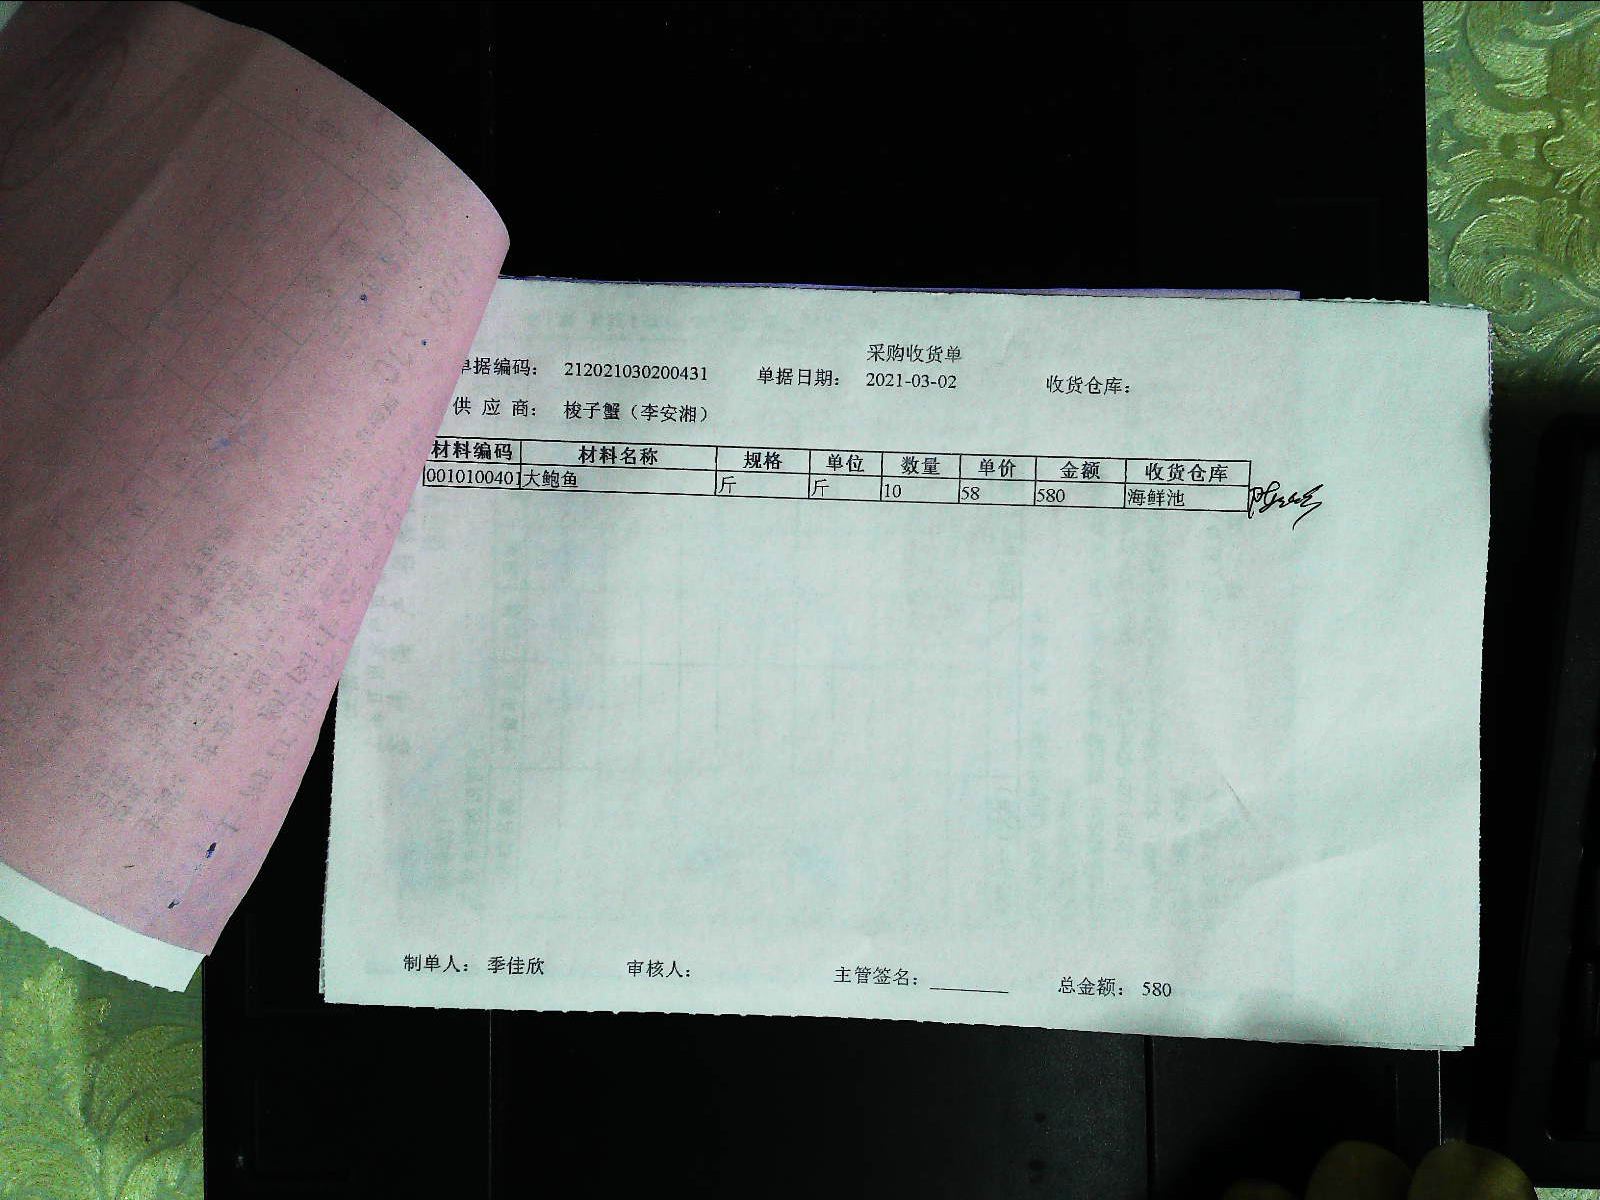 采购收货单
单据编码： 212021030200431 单据日期： 2021-03-02 收货仓库：
供 应 商： 梭子蟹（李安湘）
材料编码 材料名称 规格 单位 数量 单价 金额 收货仓库
0010100401 大鲍鱼 斤 斤 10 58 580 海鲜池
制单人： 季佳欣 审核人： 主管签名：________ 总金额： 580